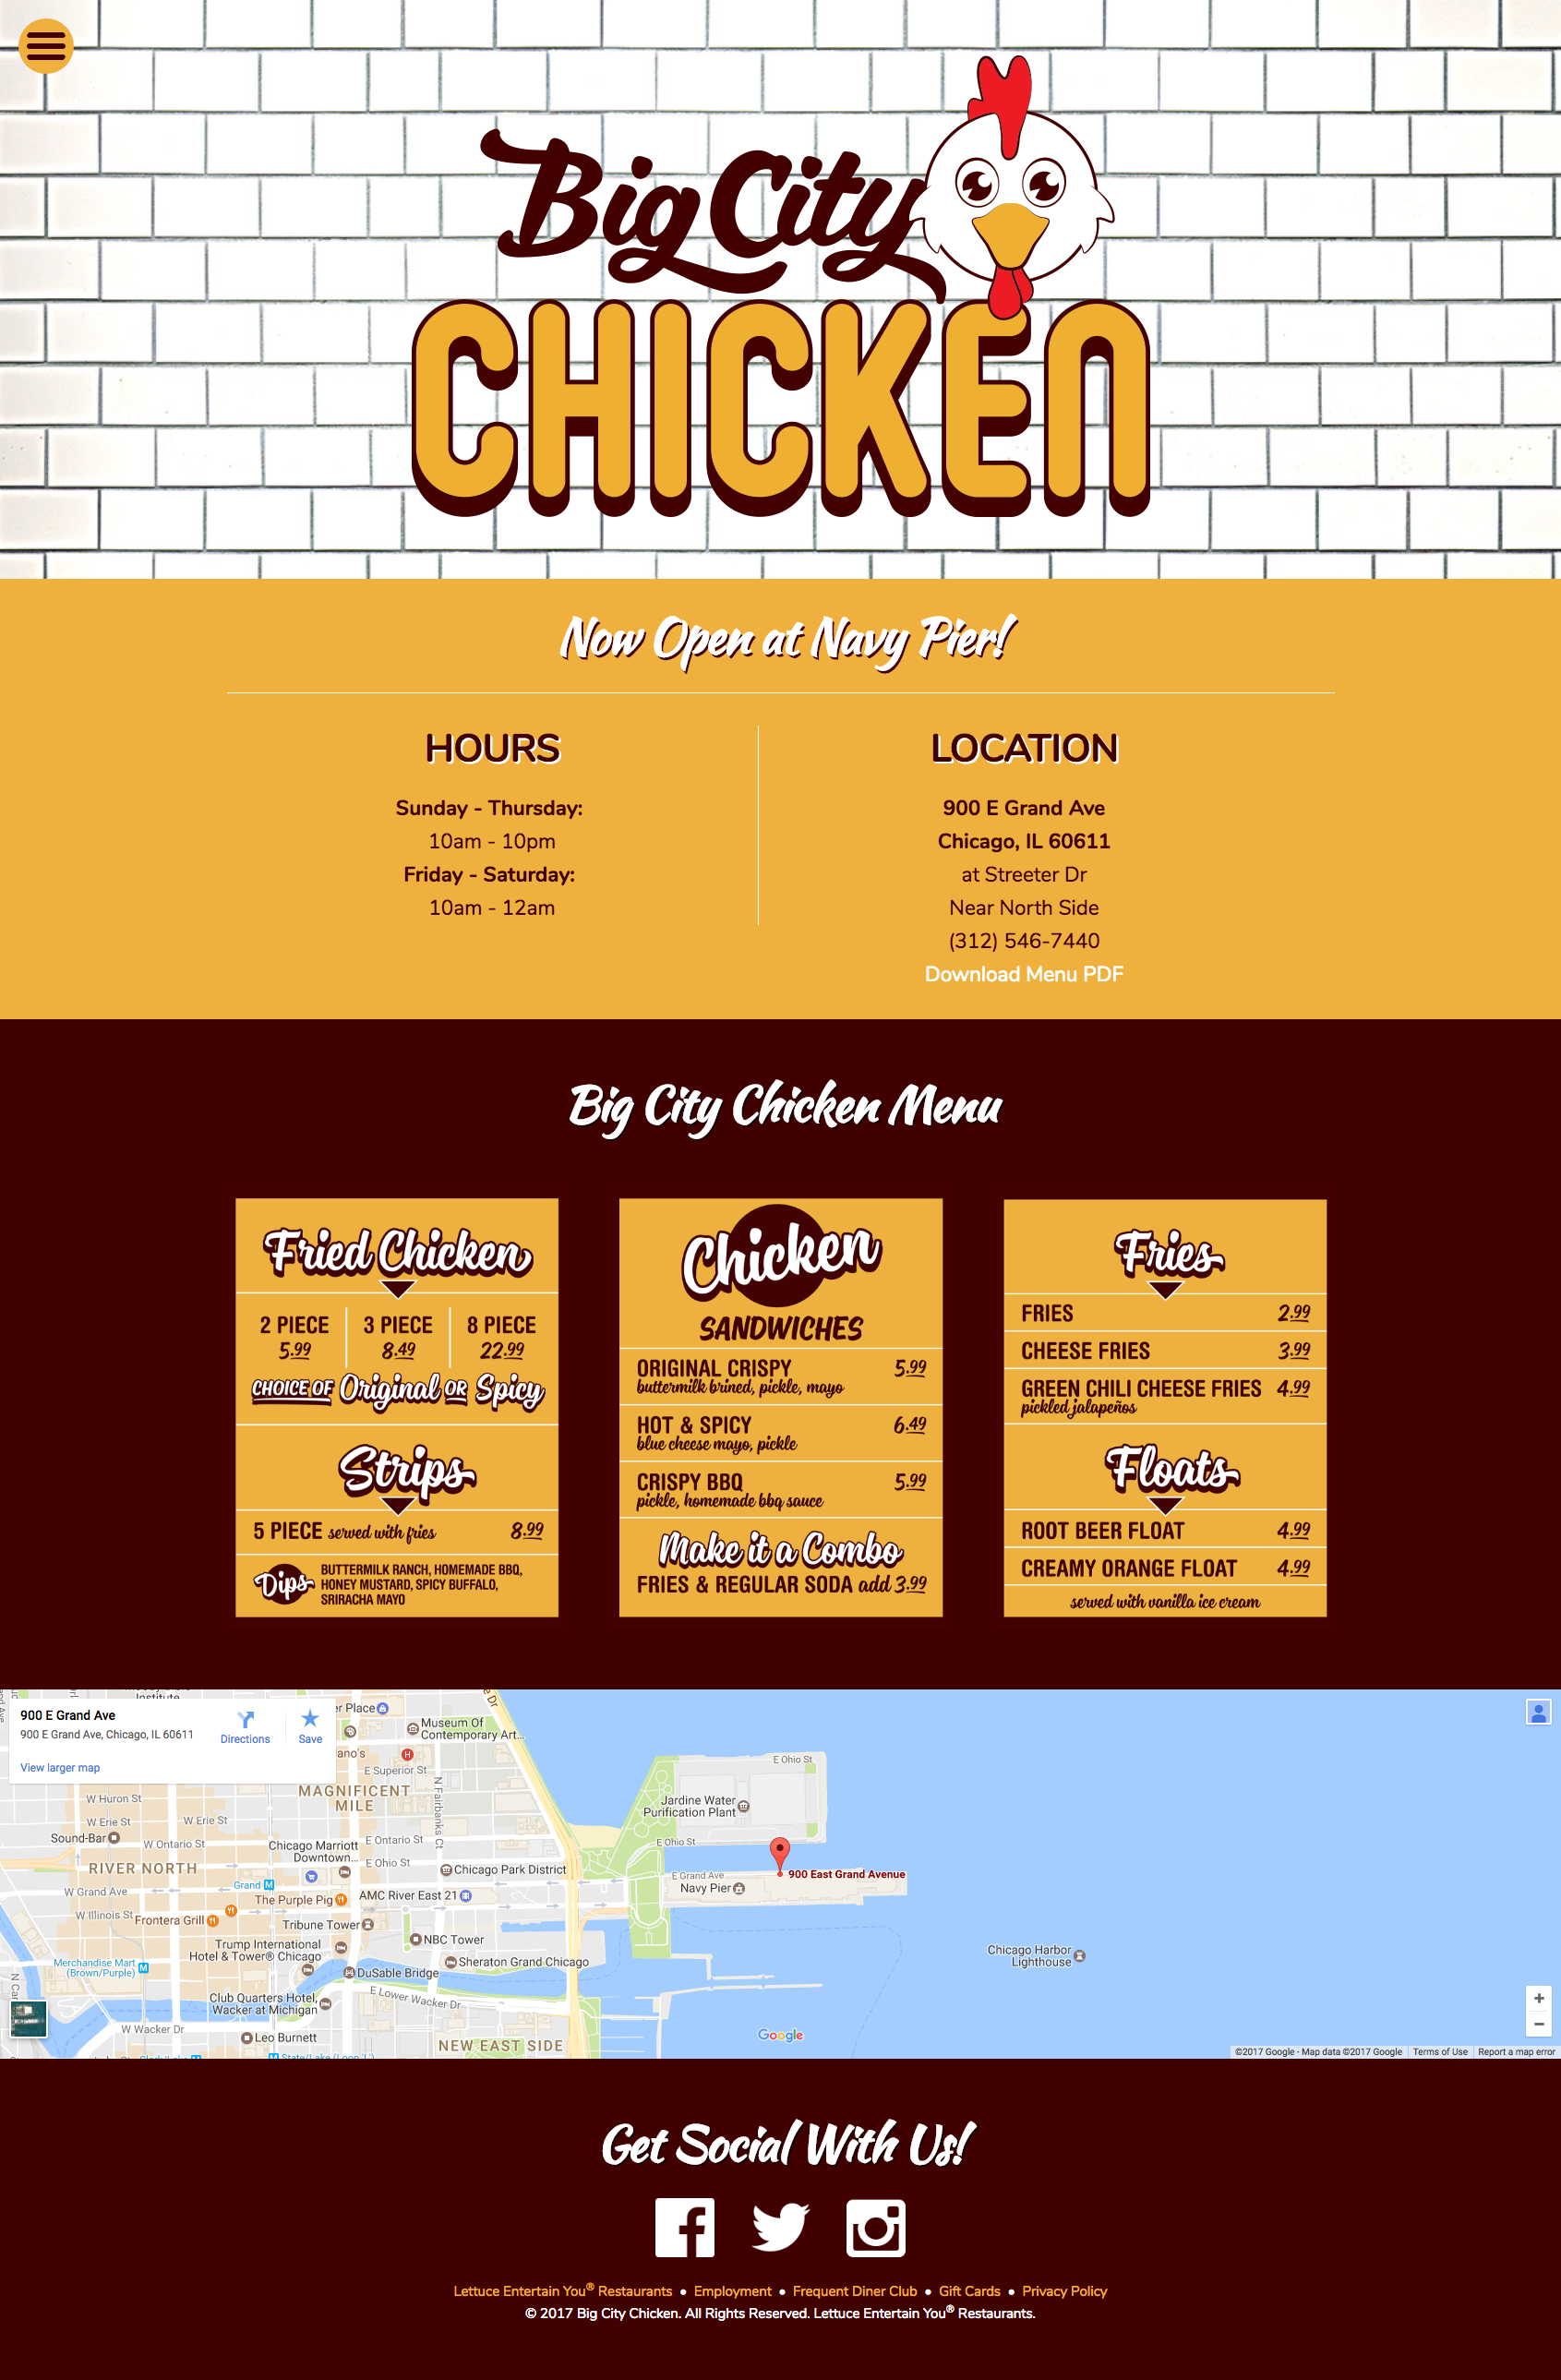 Big City
CHICKEN
Now Open at Navy Pier!
HOURS
Sunday - Thursday:
10am - 10pm
Friday - Saturday:
10am - 12am
LOCATION
900 E Grand Ave
Chicago, IL 60611
at Streeter Dr
Near North Side
(312) 546-7440
Download Menu PDF
Big City Chicken Menu
Fried Chicken
2 PIECE 3 PIECE 8 PIECE
5.99 8.49 22.99
CHOICE OF Original OR Spicy
Strips
5 PIECE served with fries 8.99
Dips
BUTTERMILK RANCH, HOMEMADE BBQ,
HONEY MUSTARD, SPICY BUFFALO,
SRIRACHA MAYO
Chicken
SANDWICHES
ORIGINAL CRISPY 5.99
buttermilk brined, pickle, mayo
HOT & SPICY 6.49
blue cheese mayo, pickle
CRISPY BBQ 5.99
pickle, homemade bbq sauce
Make it a Combo
FRIES & REGULAR SODA add 3.99
Fries
FRIES 2.99
CHEESE FRIES 3.99
GREEN CHILI CHEESE FRIES 4.99
pickled jalapeños
Floats
ROOT BEER FLOAT 4.99
CREAMY ORANGE FLOAT 4.99
served with vanilla ice cream
900 E Grand Ave
900 E Grand Ave, Chicago, IL 60611
Directions
Save
View larger map
Institute
er Place
Museum Of
Contemporary Art...
ano's
H
E Superior St
N Fairbanks Ct
MAGNIFICENT
MILE
W Huron St
W Erie St
W Erie St
Sound-Bar
W Ontario St
Chicago Marriott
Downtown...
E Ontario St
E Ohio St
RIVER NORTH
Chicago Park District
Grand M
W Grand Ave
The Purple Pig
AMC River East 21
W Illinois St
Frontera Grill
Tribune Tower
NBC Tower
Trump International
Hotel & Tower® Chicago
Sheraton Grand Chicago
Merchandise Mart
(Brown/Purple) M
DuSable Bridge
E Lower Wacker Dr
Club Quarters Hotel,
Wacker at Michigan
W Wacker Dr
Leo Burnett
NEW EAST SIDE
State/Lake (Loop 'L')
Clark/Lake
E Ohio St
Jardine Water
Purification Plant
E Ohio St
E Grand Ave
900 East Grand Avenue
Navy Pier
Chicago Harbor
Lighthouse
Google
+
−
©2017 Google - Map data ©2017 Google Terms of Use Report a map error
Get Social With Us!
Lettuce Entertain You® Restaurants • Employment • Frequent Diner Club • Gift Cards • Privacy Policy
© 2017 Big City Chicken. All Rights Reserved. Lettuce Entertain You® Restaurants.